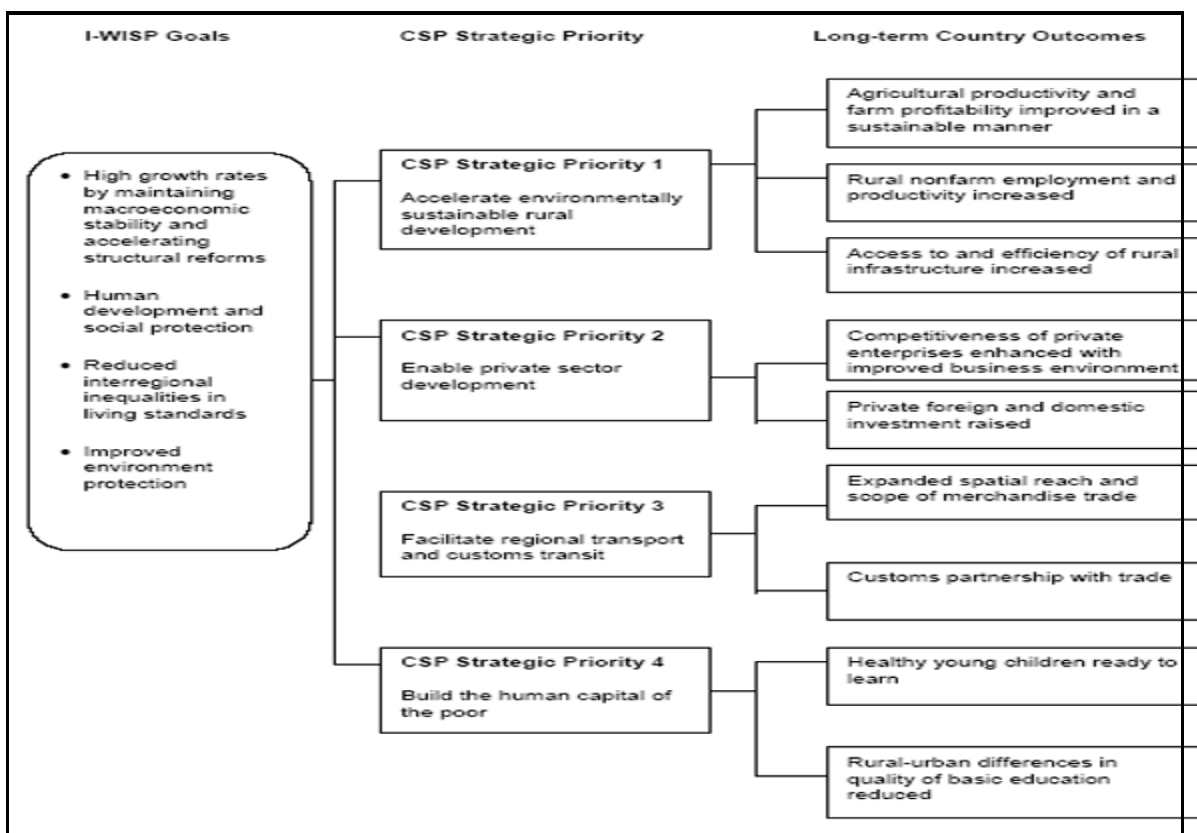 I-WISP Goals
CSP Strategic Priority
Long-term Country Outcomes
• High growth rates
by maintaining
macroeconomic
stability and
accelerating
structural reforms
• Human
development and
social protection
• Reduced
interregional
inequalities in
living standards
• Improved
environment
protection
CSP Strategic Priority 1
Accelerate environmentally
sustainable rural
development
CSP Strategic Priority 2
Enable private sector
development
CSP Strategic Priority 3
Facilitate regional transport
and customs transit
CSP Strategic Priority 4
Build the human capital of
the poor
Agricultural productivity and
farm profitability improved in a
sustainable manner
Rural nonfarm employment and
productivity increased
Access to and efficiency of rural
infrastructure increased
Competitiveness of private
enterprises enhanced with
improved business environment
Private foreign and domestic
investment raised
Expanded spatial reach and
scope of merchandise trade
Customs partnership with trade
Healthy young children ready to
learn
Rural-urban differences in
quality of basic education
reduced